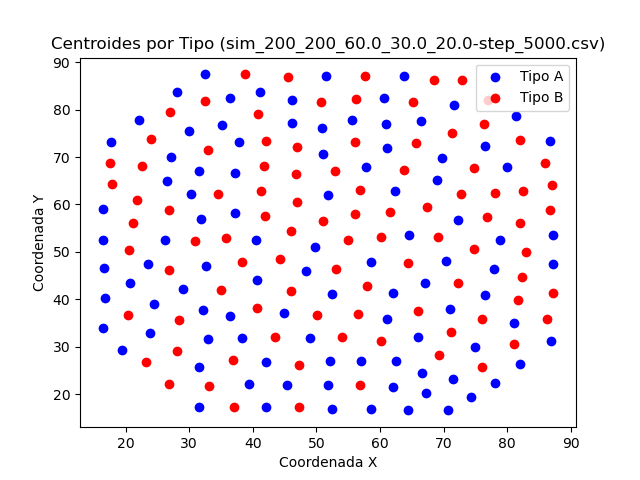 Centroides por Tipo (sim_200_200_60.0_30.0_20.0-step_5000.csv)
Tipo A
Tipo B
Coordenada Y
90
80
70
60
50
40
30
20
20 30 40 50 60 70 80 90
Coordenada X